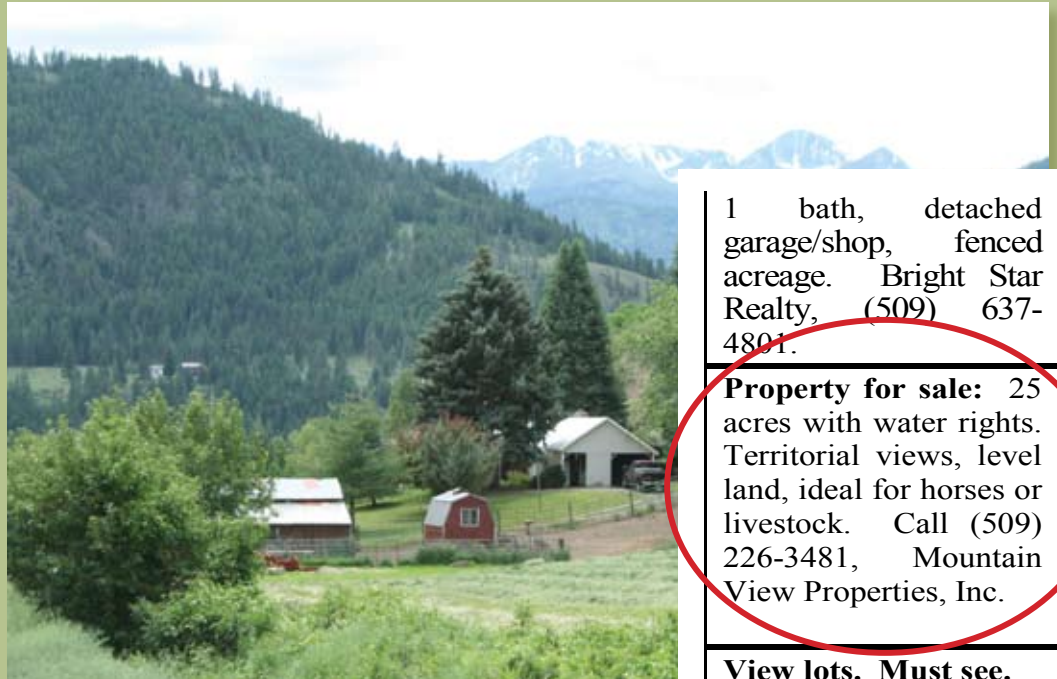 1 bath, detached
garage/shop, fenced
acreage. Bright Star
Realty, (509) 637-
4801.
Property for sale: 25
acres with water rights.
Territorial views, level
land, ideal for horses or
livestock. Call (509)
226-3481, Mountain
View Properties, Inc.
View lots. Must see.